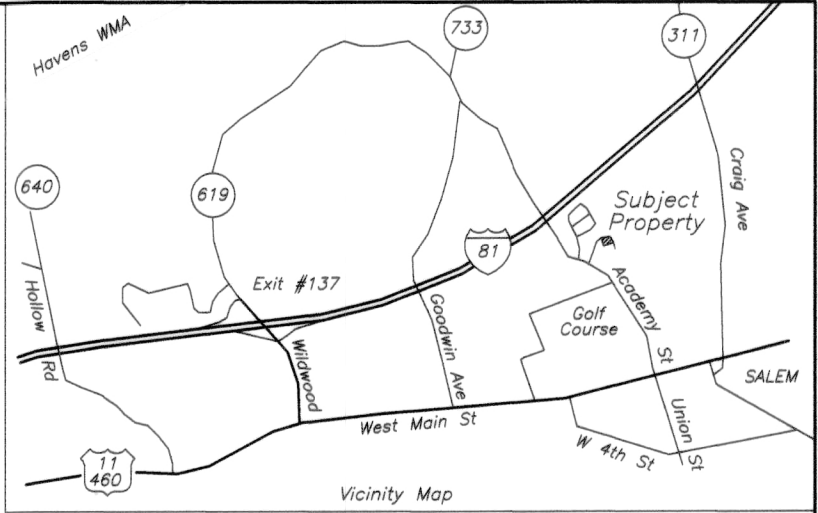 Havens WMA
733
311
640
619
Craig Ave
Subject
Property
81
Exit #137
Hollow
Rd
Goodwin Ave
Golf
Course
Academy
St
Wildwood
SALEM
West Main St
Union
St
W 4th St
11
460
Vicinity Map